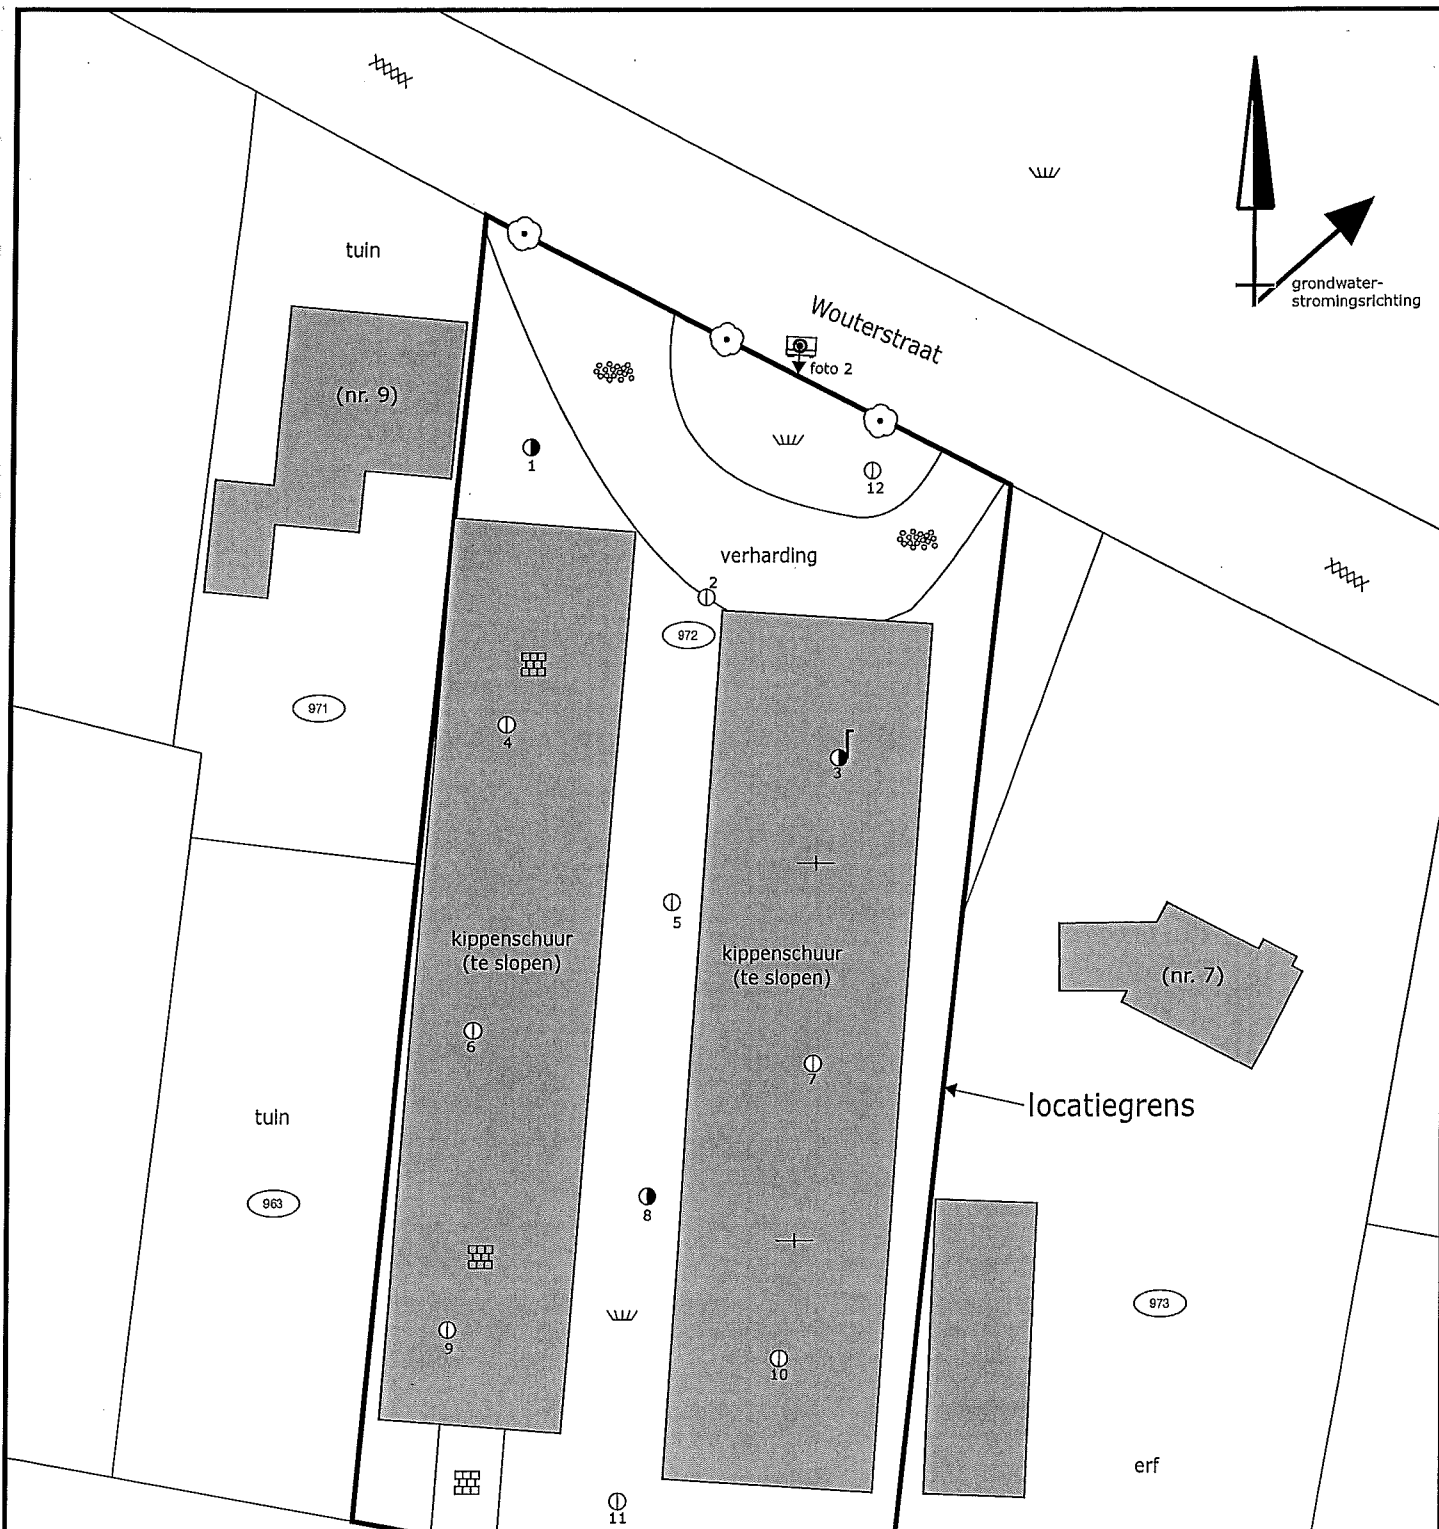 tuin
grondwater-
stromingsrichting
Wouterstraat
foto 2
(nr. 9)
1
12
verharding
2
972
971
4
3
5
kippenschuur
(te slopen)
kippenschuur
(te slopen)
(nr. 7)
6
7
locatiegrens
tuin
963
8
973
9
10
erf
11